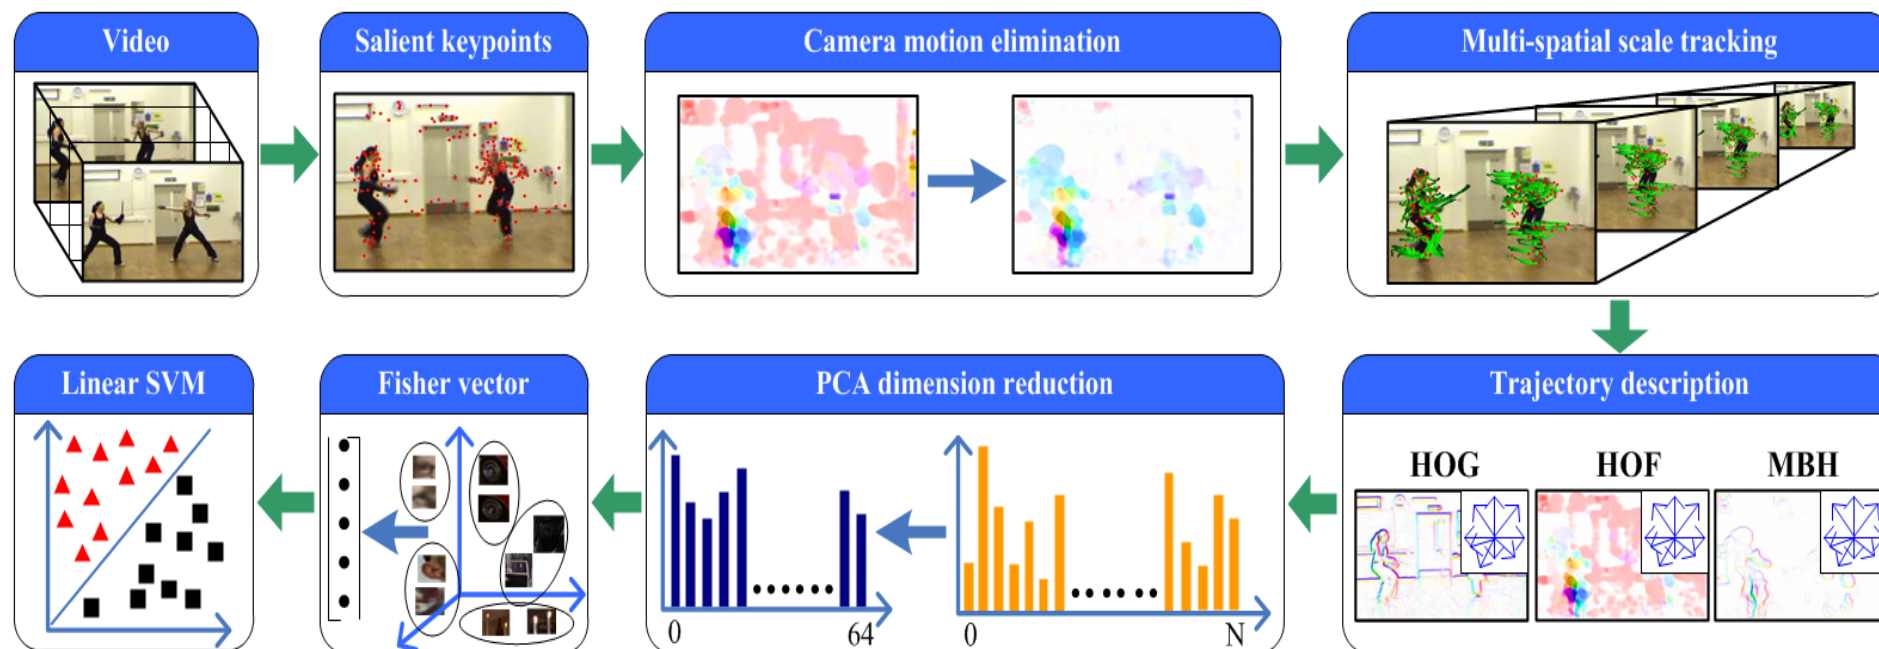 Video
Salient keypoints
Camera motion elimination
Multi-spatial scale tracking
Linear SVM
Fisher vector
PCA dimension reduction
Trajectory description
HOG HOF MBH
0 64 0 N